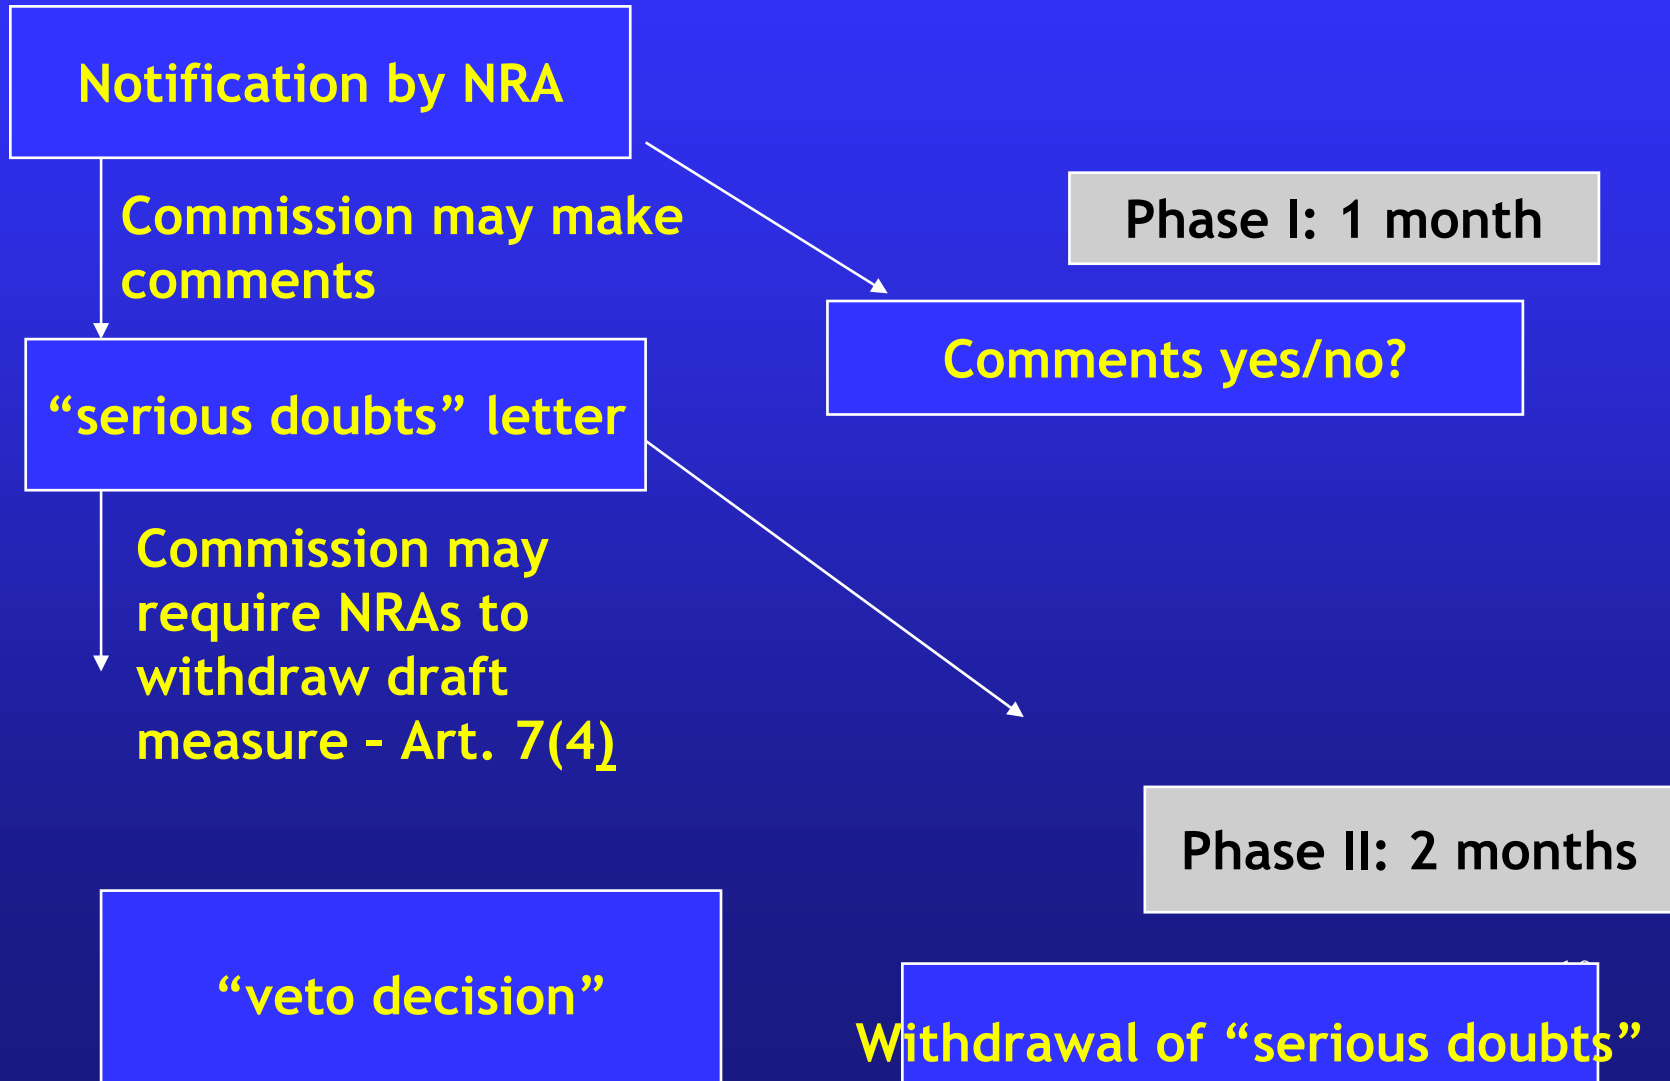 Notification by NRA
Commission may make
comments
Phase I: 1 month
Comments yes/no?
“serious doubts” letter
Commission may
require NRAs to
withdraw draft
measure – Art. 7(4)
Phase II: 2 months
“veto decision”
Withdrawal of “serious doubts”